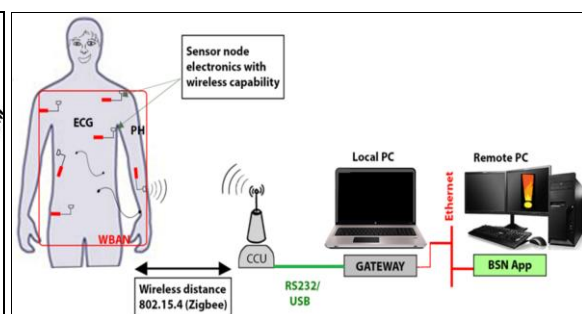 Sensor node
electronics with
wireless capability
ECG
PH
WBAN
Wireless distance
802.15.4 (Zigbee)
CCU
RS232/
USB
Local PC
GATEWAY
Ethernet
Remote PC
BSN App